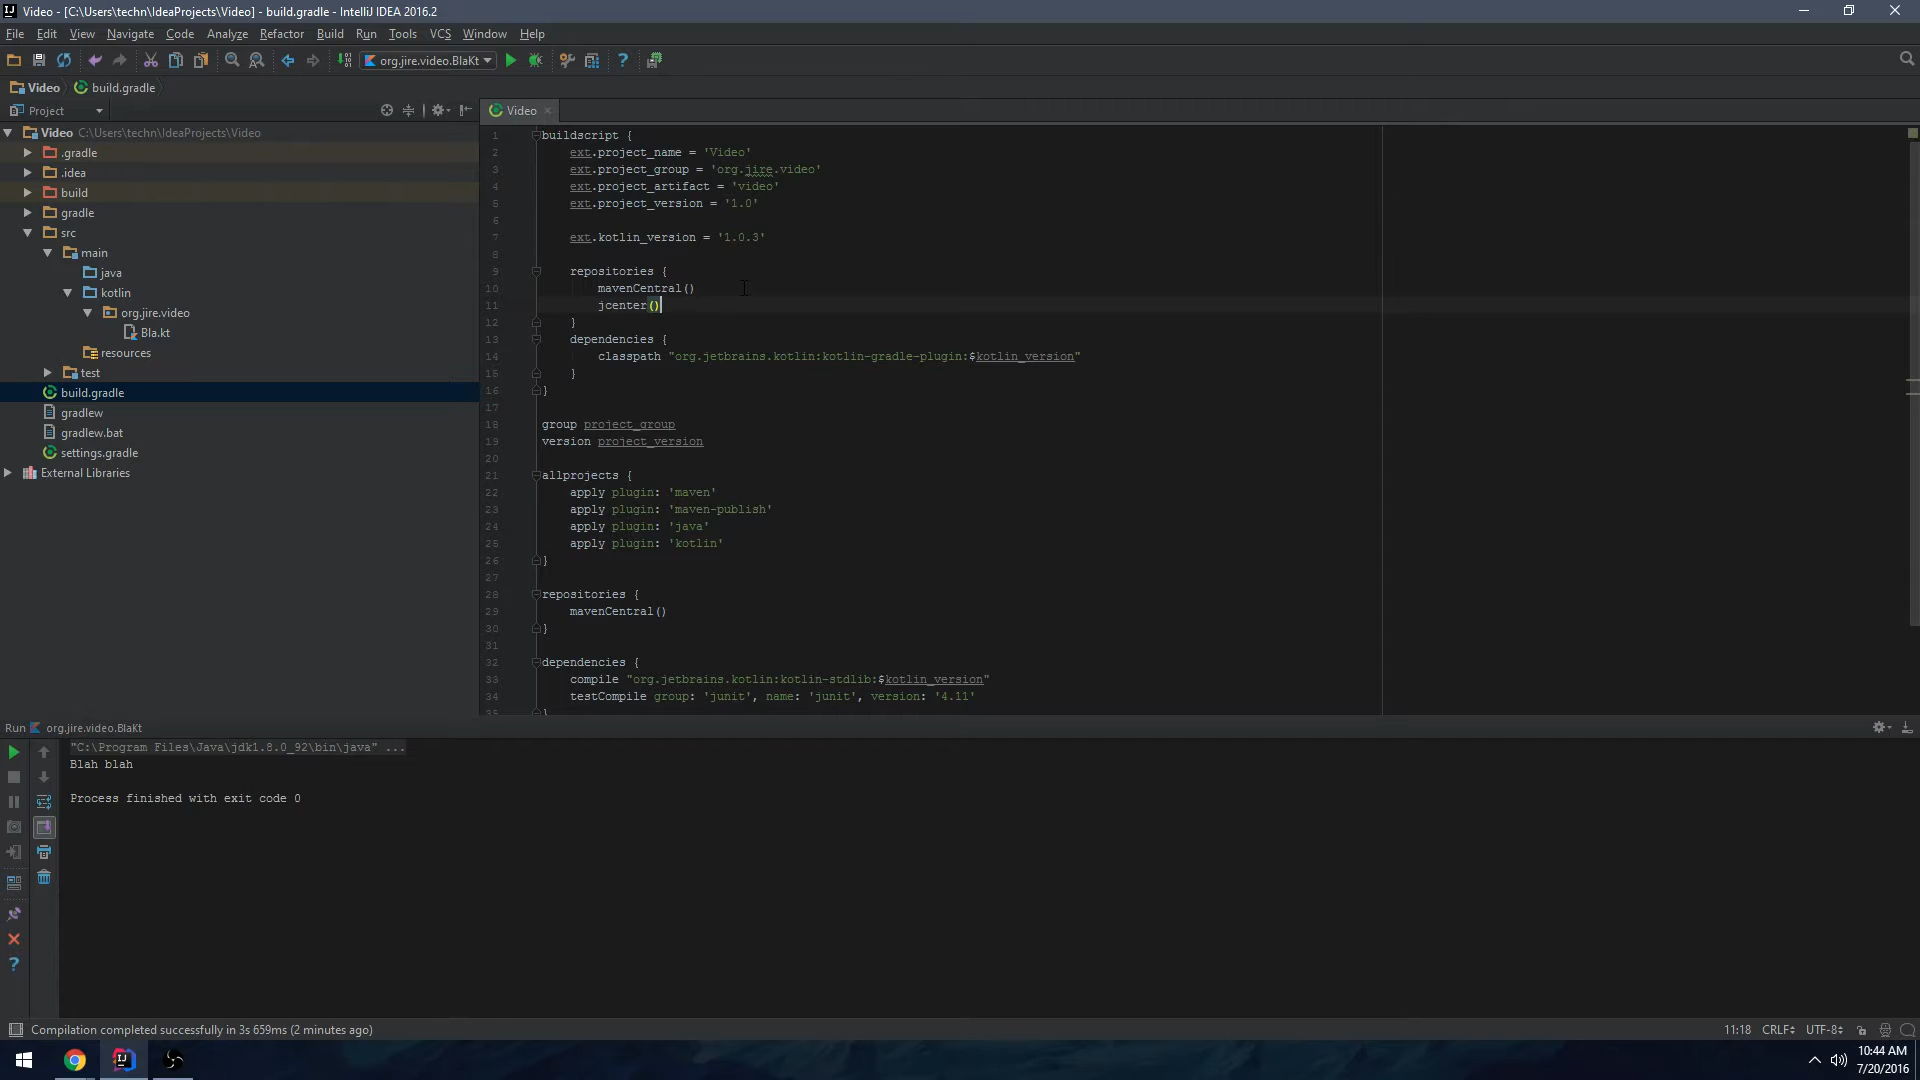 Video - [C:\Users\techn\IdeaProjects\Video] - build.gradle - IntelliJ IDEA 2016.2
File Edit View Navigate Code Analyze Refactor Build Run Tools VCS Window Help
org.jire.video.BlaKt
Video build.gradle
Project
Video
Video C:\Users\techn\IdeaProjects\Video
.gradle
.idea
build
gradle
src
main
java
kotlin
org.jire.video
Bla.kt
resources
test
build.gradle
gradlew
gradlew.bat
settings.gradle
External Libraries
1 buildscript {
2 ext.project_name = 'Video'
3 ext.project_group = 'org.jire.video'
4 ext.project_artifact = 'video'
5 ext.project_version = '1.0'
6
7 ext.kotlin_version = '1.0.3'
8
9 repositories {
10 mavenCentral()
11 jcenter()
12 }
13 dependencies {
14 classpath "org.jetbrains.kotlin:kotlin-gradle-plugin:$kotlin_version"
15 }
16 }
17
18 group project_group
19 version project_version
20
21 allprojects {
22 apply plugin: 'maven'
23 apply plugin: 'maven-publish'
24 apply plugin: 'java'
25 apply plugin: 'kotlin'
26 }
27
28 repositories {
29 mavenCentral()
30 }
31
32 dependencies {
33 compile "org.jetbrains.kotlin:kotlin-stdlib:$kotlin_version"
34 testCompile group: 'junit', name: 'junit', version: '4.11'
35 }
Run org.jire.video.BlaKt
"C:\Program Files\Java\jdk1.8.0_92\bin\java" ...
Blah blah
Process finished with exit code 0
Compilation completed successfully in 3s 659ms (2 minutes ago)
11:18 CRLF UTF-8
10:44 AM
7/20/2016